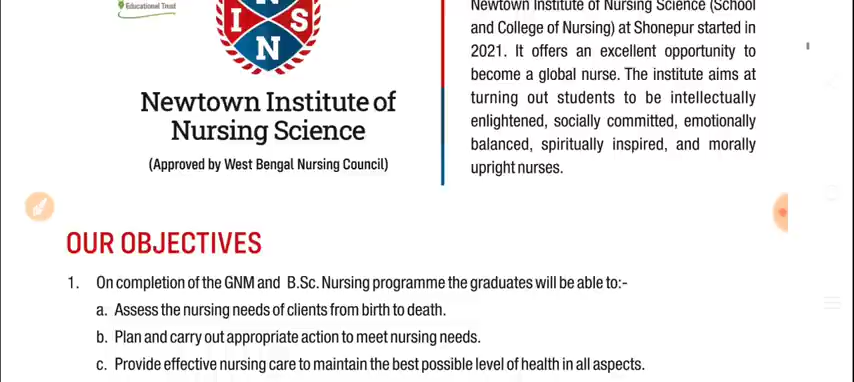 Educational Trust
N
I S
N
Newtown Institute of
Nursing Science
(Approved by West Bengal Nursing Council)
Newtown Institute of Nursing Science (School
and College of Nursing) at Shonepur started in
2021. It offers an excellent opportunity to
become a global nurse. The institute aims at
turning out students to be intellectually
enlightened, socially committed, emotionally
balanced, spiritually inspired, and morally
upright nurses.
OUR OBJECTIVES
1. On completion of the GNM and B.Sc. Nursing programme the graduates will be able to:-
a. Assess the nursing needs of clients from birth to death.
b. Plan and carry out appropriate action to meet nursing needs.
c. Provide effective nursing care to maintain the best possible level of health in all aspects.